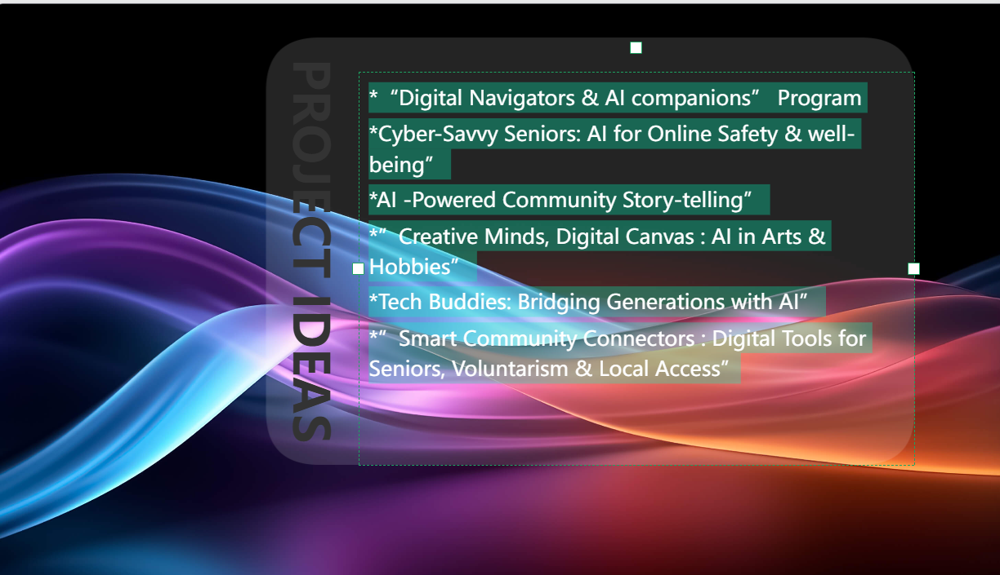 PROJECT IDEAS
* “Digital Navigators & AI companions” Program
*Cyber-Savvy Seniors: AI for Online Safety & well-
being”
*AI -Powered Community Story-telling”
*” Creative Minds, Digital Canvas : AI in Arts &
Hobbies”
*Tech Buddies: Bridging Generations with AI”
*” Smart Community Connectors : Digital Tools for
Seniors, Voluntarism & Local Access”